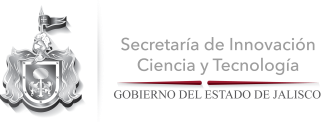 Secretaría de Innovación
Ciencia y Tecnología
GOBIERNO DEL ESTADO DE JALISCO